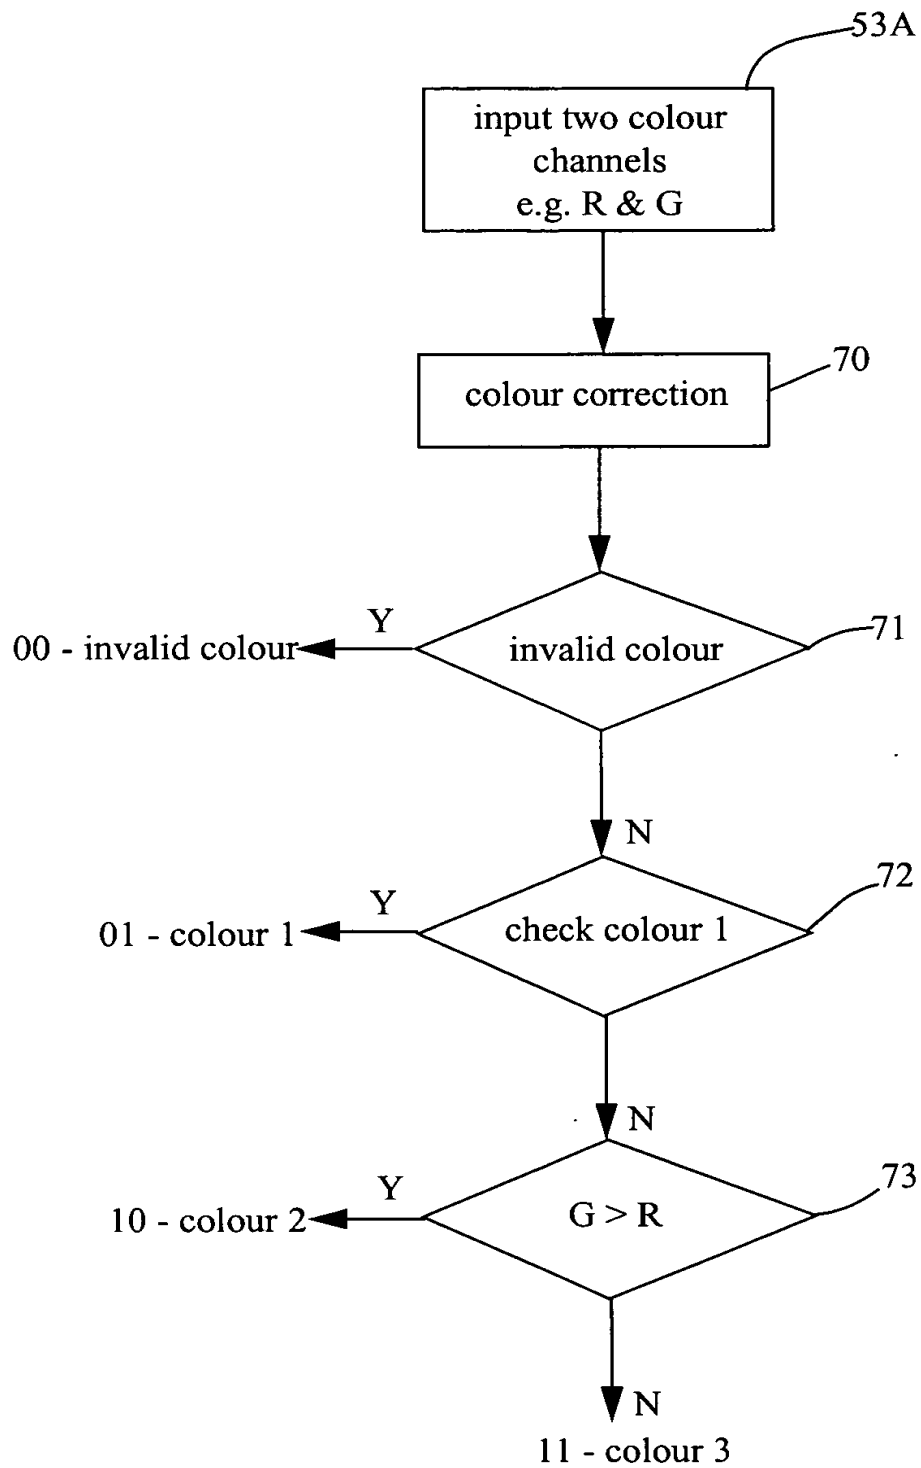 53A
input two colour
channels
e.g. R & G
70
colour correction
71
Y
00 - invalid colour
invalid colour
N
72
Y
01 - colour 1
check colour 1
N
73
Y
10 - colour 2
G > R
N
11 - colour 3